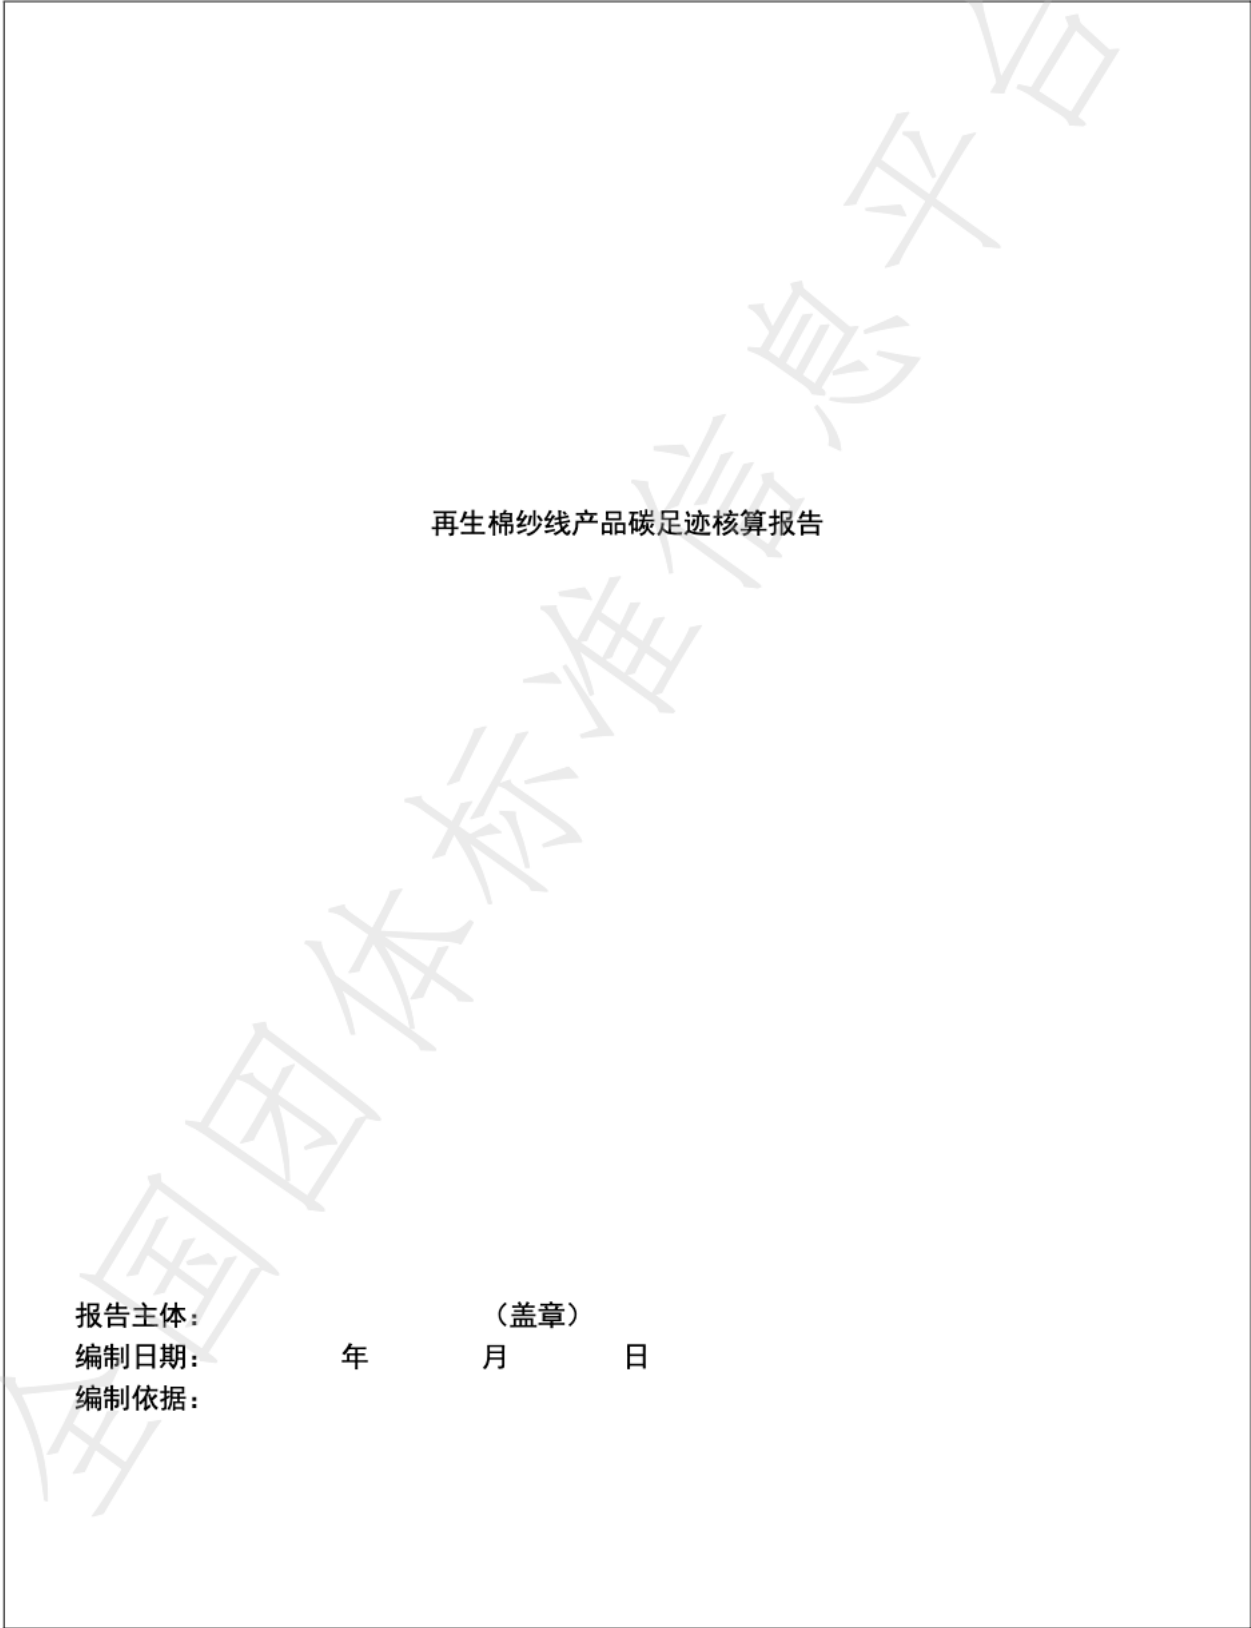 再生棉纱线产品碳足迹核算报告
报告主体： （盖章）
编制日期： 年 月 日
编制依据：
全国团体标准信息平台